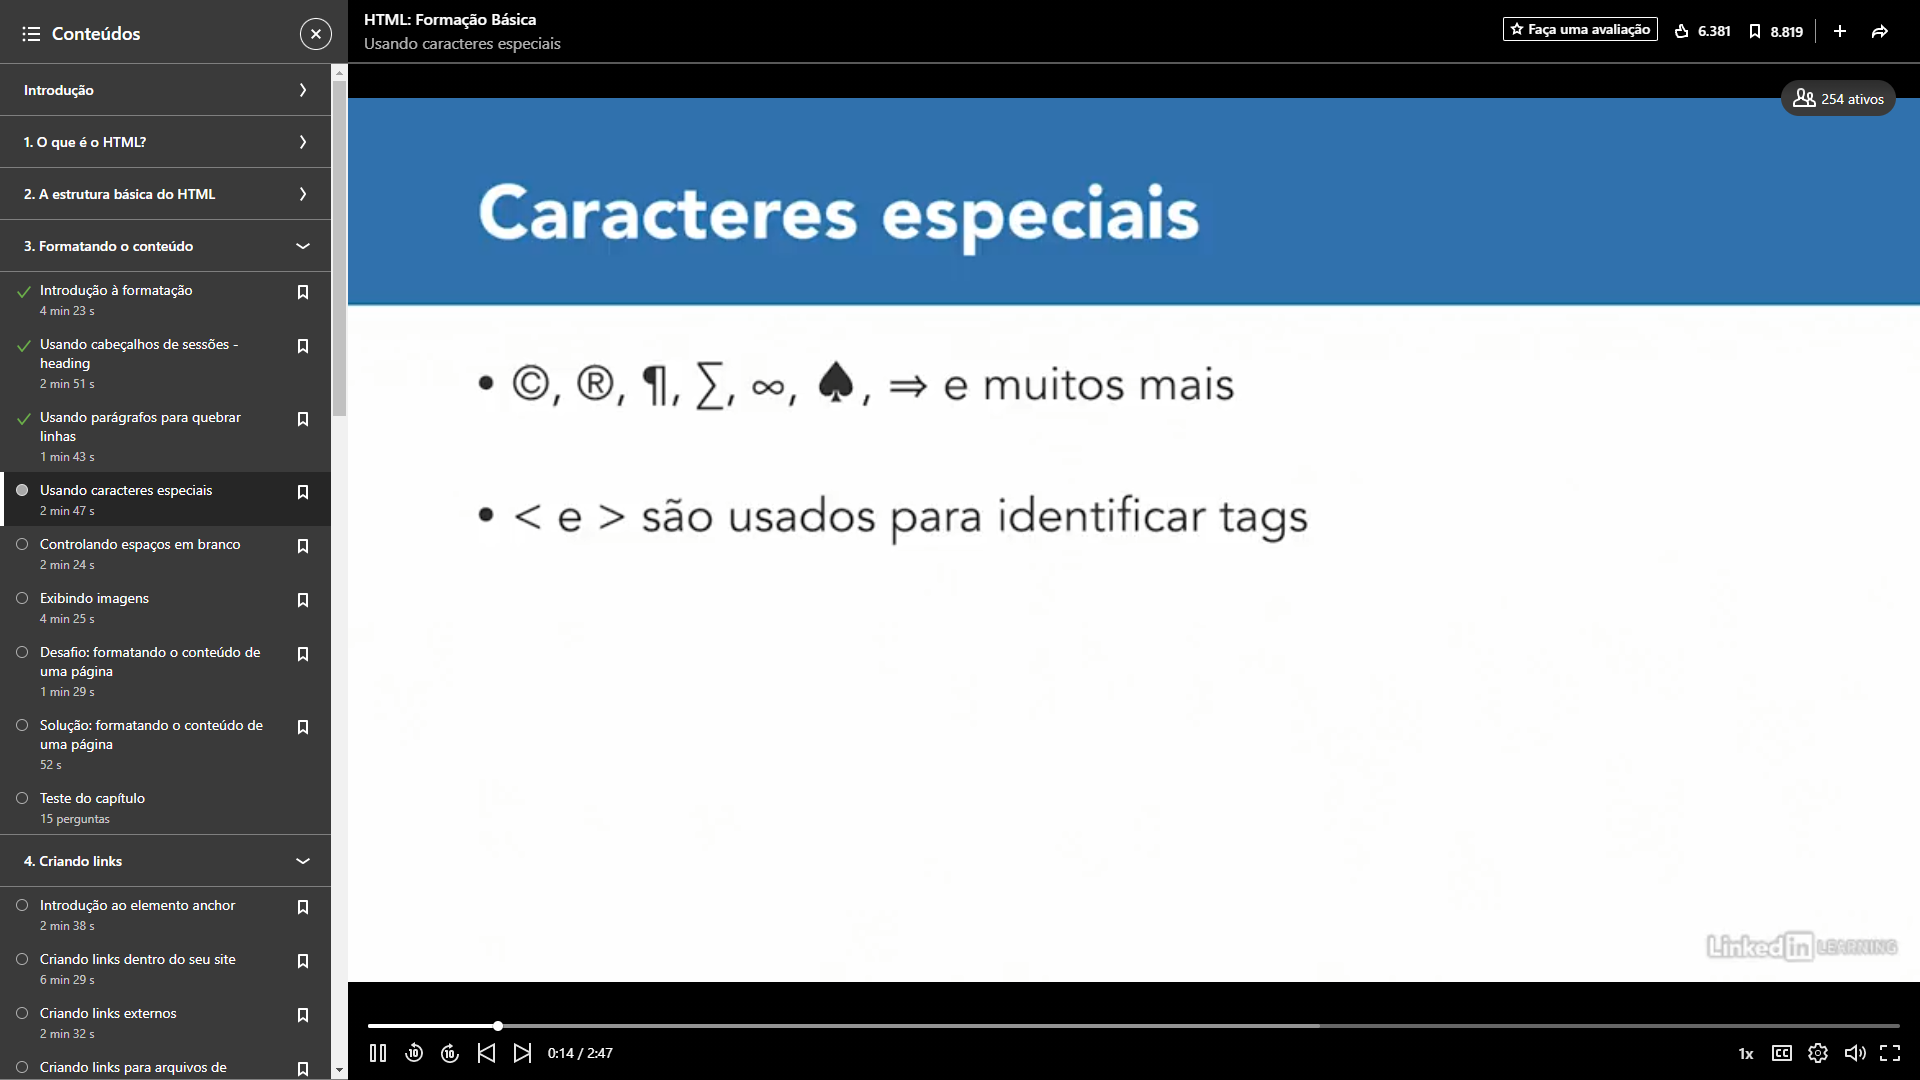 Conteúdos
HTML: Formação Básica
Usando caracteres especiais
Faça uma avaliação
6.381
8.819
Introdução
1. O que é o HTML?
2. A estrutura básica do HTML
3. Formatando o conteúdo
Introdução à formatação
4 min 23 s
Usando cabeçalhos de sessões -
heading
2 min 51 s
Usando parágrafos para quebrar
linhas
1 min 43 s
Usando caracteres especiais
2 min 47 s
Controlando espaços em branco
2 min 24 s
Exibindo imagens
4 min 25 s
Desafio: formatando o conteúdo de
uma página
1 min 29 s
Solução: formatando o conteúdo de
uma página
52 s
Teste do capítulo
15 perguntas
4. Criando links
Introdução ao elemento anchor
2 min 38 s
Criando links dentro do seu site
6 min 29 s
Criando links externos
2 min 32 s
Criando links para arquivos de
254 ativos
Caracteres especiais
• ©, ®, ¶, ∑, ∞, ♠, ⇒ e muitos mais
• < e > são usados para identificar tags
LinkedIn LEARNING
10
10
0:14 / 2:47
1x
CC